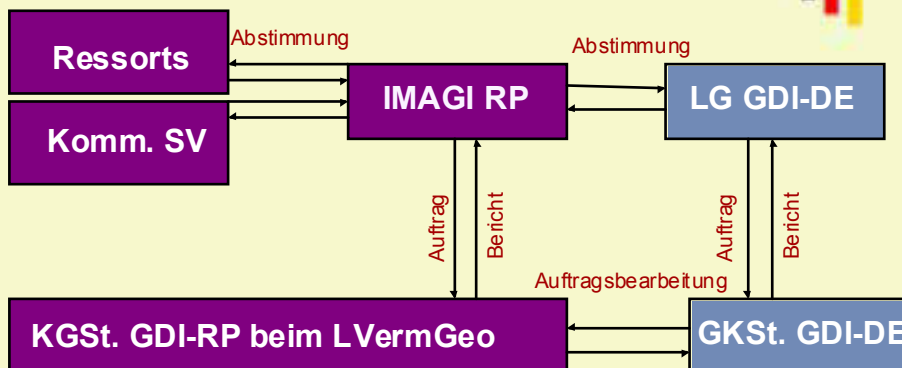 Abstimmung
Abstimmung
Ressorts
IMAGI RP
LG GDI-DE
Komm. SV
Auftrag
Bericht
Auftrag
Bericht
Auftragsbearbeitung
KGSt. GDI-RP beim LVermGeo
GKSt. GDI-DE